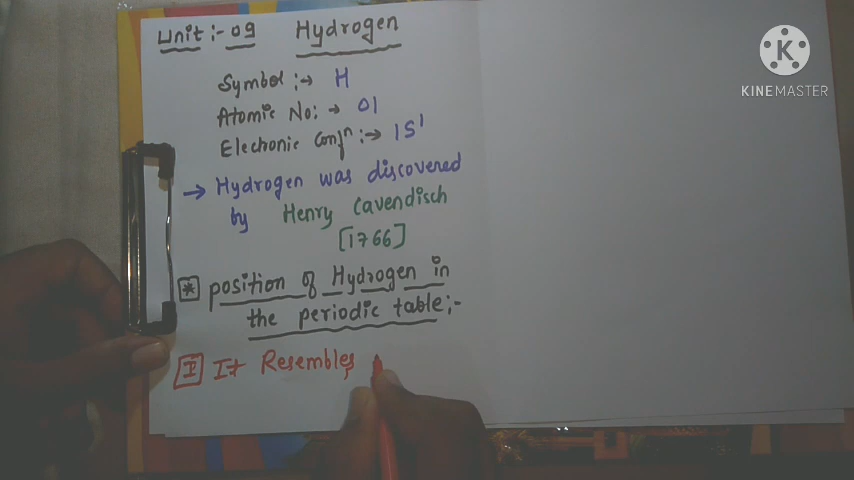 Unit :- 09 Hydrogen
Symbol :→ H
Atomic No: → 01
Electronic Confⁿ :→ 1S¹
→ Hydrogen was discovered
by Henry Cavendisch
[1766]
* position of Hydrogen in
the periodic table :-
I It Resembles
K
KINEMASTER